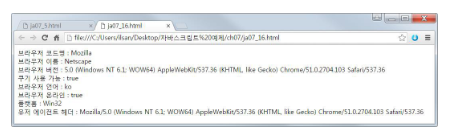 ja07_5.html
ja07_16.html
file:///C:/Users/ilsan/Desktop/자바스크립트%20예제/ch07/ja07_16.html
브라우저 코드명 : Mozilla
브라우저 이름 : Netscape
브라우저 버전 : 5.0 (Windows NT 6.1; WOW64) AppleWebKit/537.36 (KHTML, like Gecko) Chrome/51.0.2704.103 Safari/537.36
쿠키 사용 가능 : true
브라우저 언어 : ko
브라우저 온라인 : true
플랫폼 : Win32
유저 에이전트 헤더 : Mozilla/5.0 (Windows NT 6.1; WOW64) AppleWebKit/537.36 (KHTML, like Gecko) Chrome/51.0.2704.103 Safari/537.36